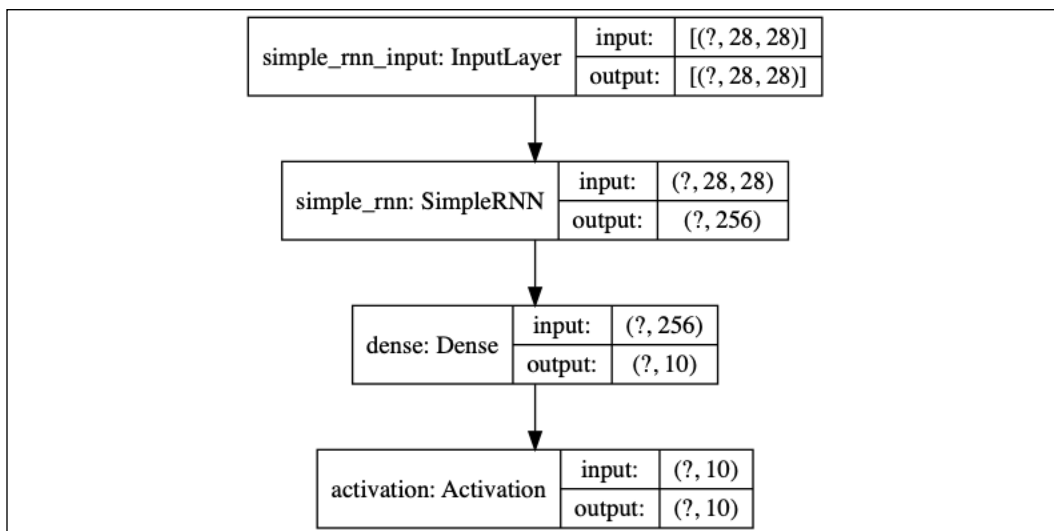 simple_rnn_input: InputLayer
input: [(?, 28, 28)]
output: [(?, 28, 28)]
simple_rnn: SimpleRNN
input: (?, 28, 28)
output: (?, 256)
dense: Dense
input: (?, 256)
output: (?, 10)
activation: Activation
input: (?, 10)
output: (?, 10)